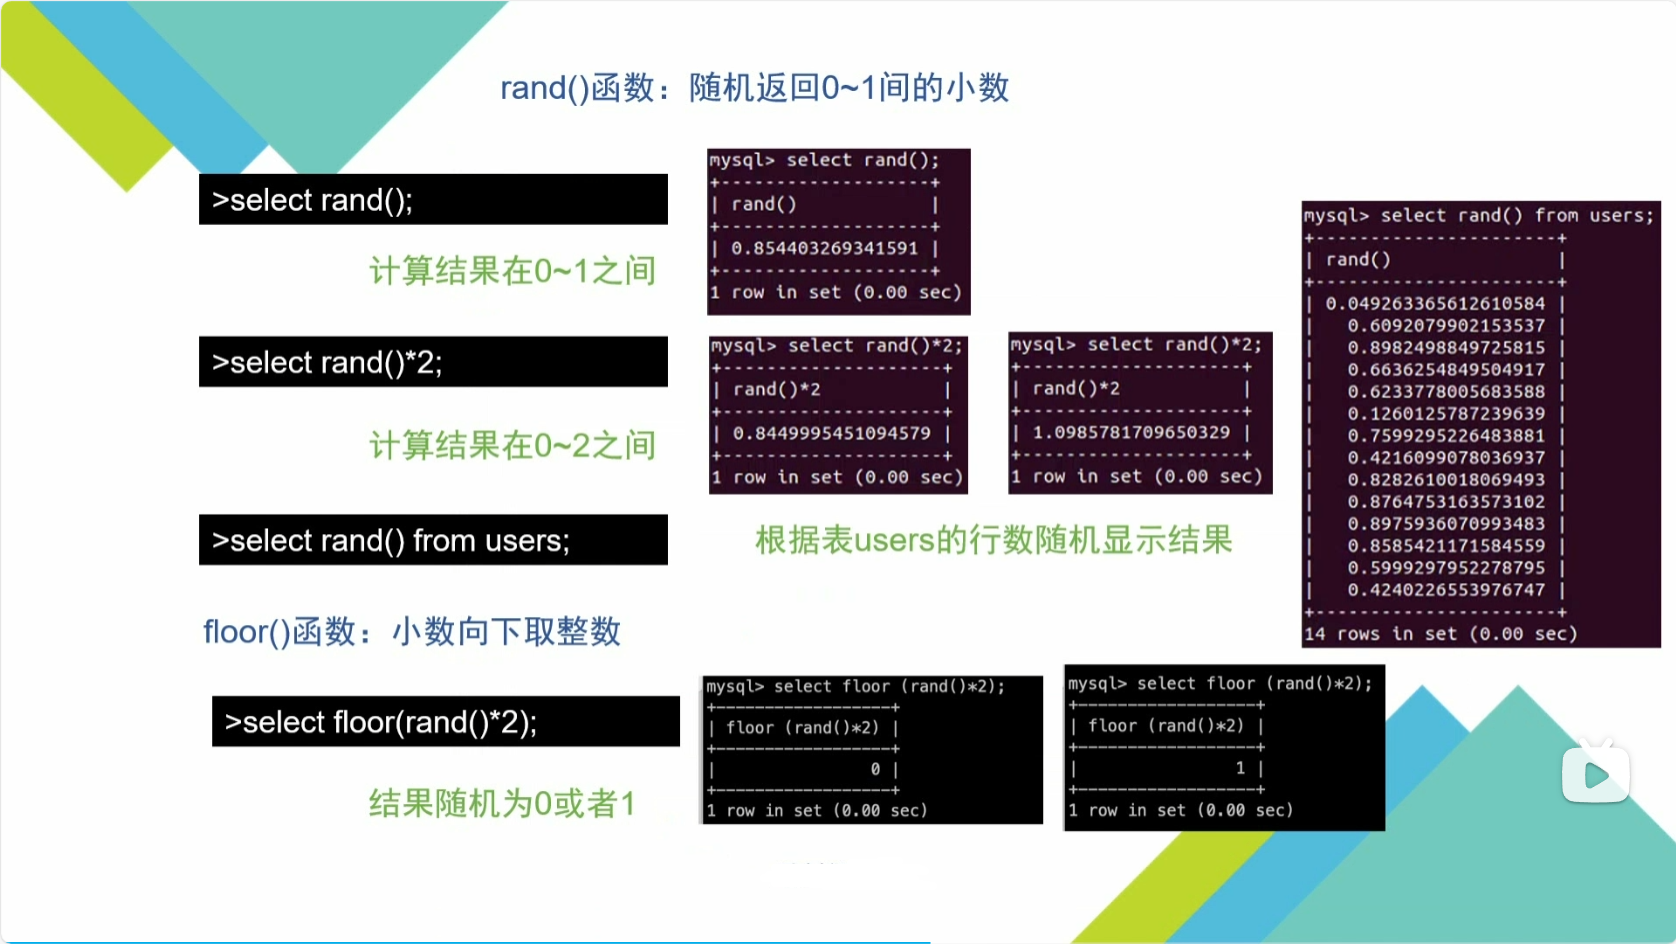 rand()函数：随机返回0~1间的小数
>select rand();
计算结果在0~1之间
mysql> select rand();
+-------------------+
| rand()            |
+-------------------+
| 0.854403269341591 |
+-------------------+
1 row in set (0.00 sec)
>select rand()*2;
计算结果在0~2之间
mysql> select rand()*2;
+--------------------+
| rand()*2           |
+--------------------+
| 0.8449995451094579 |
+--------------------+
1 row in set (0.00 sec)
mysql> select rand()*2;
+--------------------+
| rand()*2           |
+--------------------+
| 1.0985781709650329 |
+--------------------+
1 row in set (0.00 sec)
>select rand() from users;
根据表users的行数随机显示结果
mysql> select rand() from users;
+----------------------+
| rand()               |
+----------------------+
| 0.049263365612610584 |
|   0.6092079902153537 |
|   0.8982498849725815 |
|   0.6636254849504917 |
|   0.6233778005683588 |
|   0.1260125787239639 |
|   0.7599295226483881 |
|   0.4216099078036937 |
|   0.8282610018069493 |
|   0.8764753163573102 |
|   0.8975936070993483 |
|   0.8585421171584559 |
|   0.5999297952278795 |
|   0.4240226553976747 |
+----------------------+
14 rows in set (0.00 sec)
floor()函数：小数向下取整数
>select floor(rand()*2);
结果随机为0或者1
mysql> select floor (rand()*2);
+------------------+
| floor (rand()*2) |
+------------------+
|                0 |
+------------------+
1 row in set (0.00 sec)
mysql> select floor (rand()*2);
+------------------+
| floor (rand()*2) |
+------------------+
|                1 |
+------------------+
1 row in set (0.00 sec)